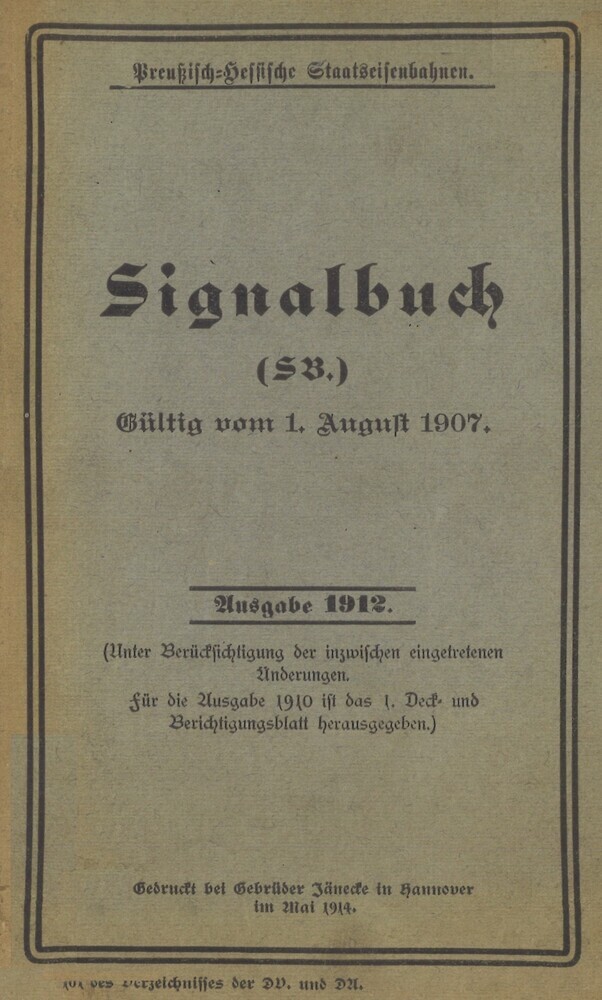 Preußisch-Hessische Staatseisenbahnen.
Signalbuch
(SB.)
Gültig vom 1. August 1907.
Ausgabe 1912.
(Unter Berücksichtigung der inzwischen eingetretenen
Änderungen.
Für die Ausgabe 1910 ist das 1. Deck- und
Berichtigungsblatt herausgegeben.)
Gedruckt bei Gebrüder Jänecke in Hannover
im Mai 1914.
des Verzeichnisses der DV. und DA.